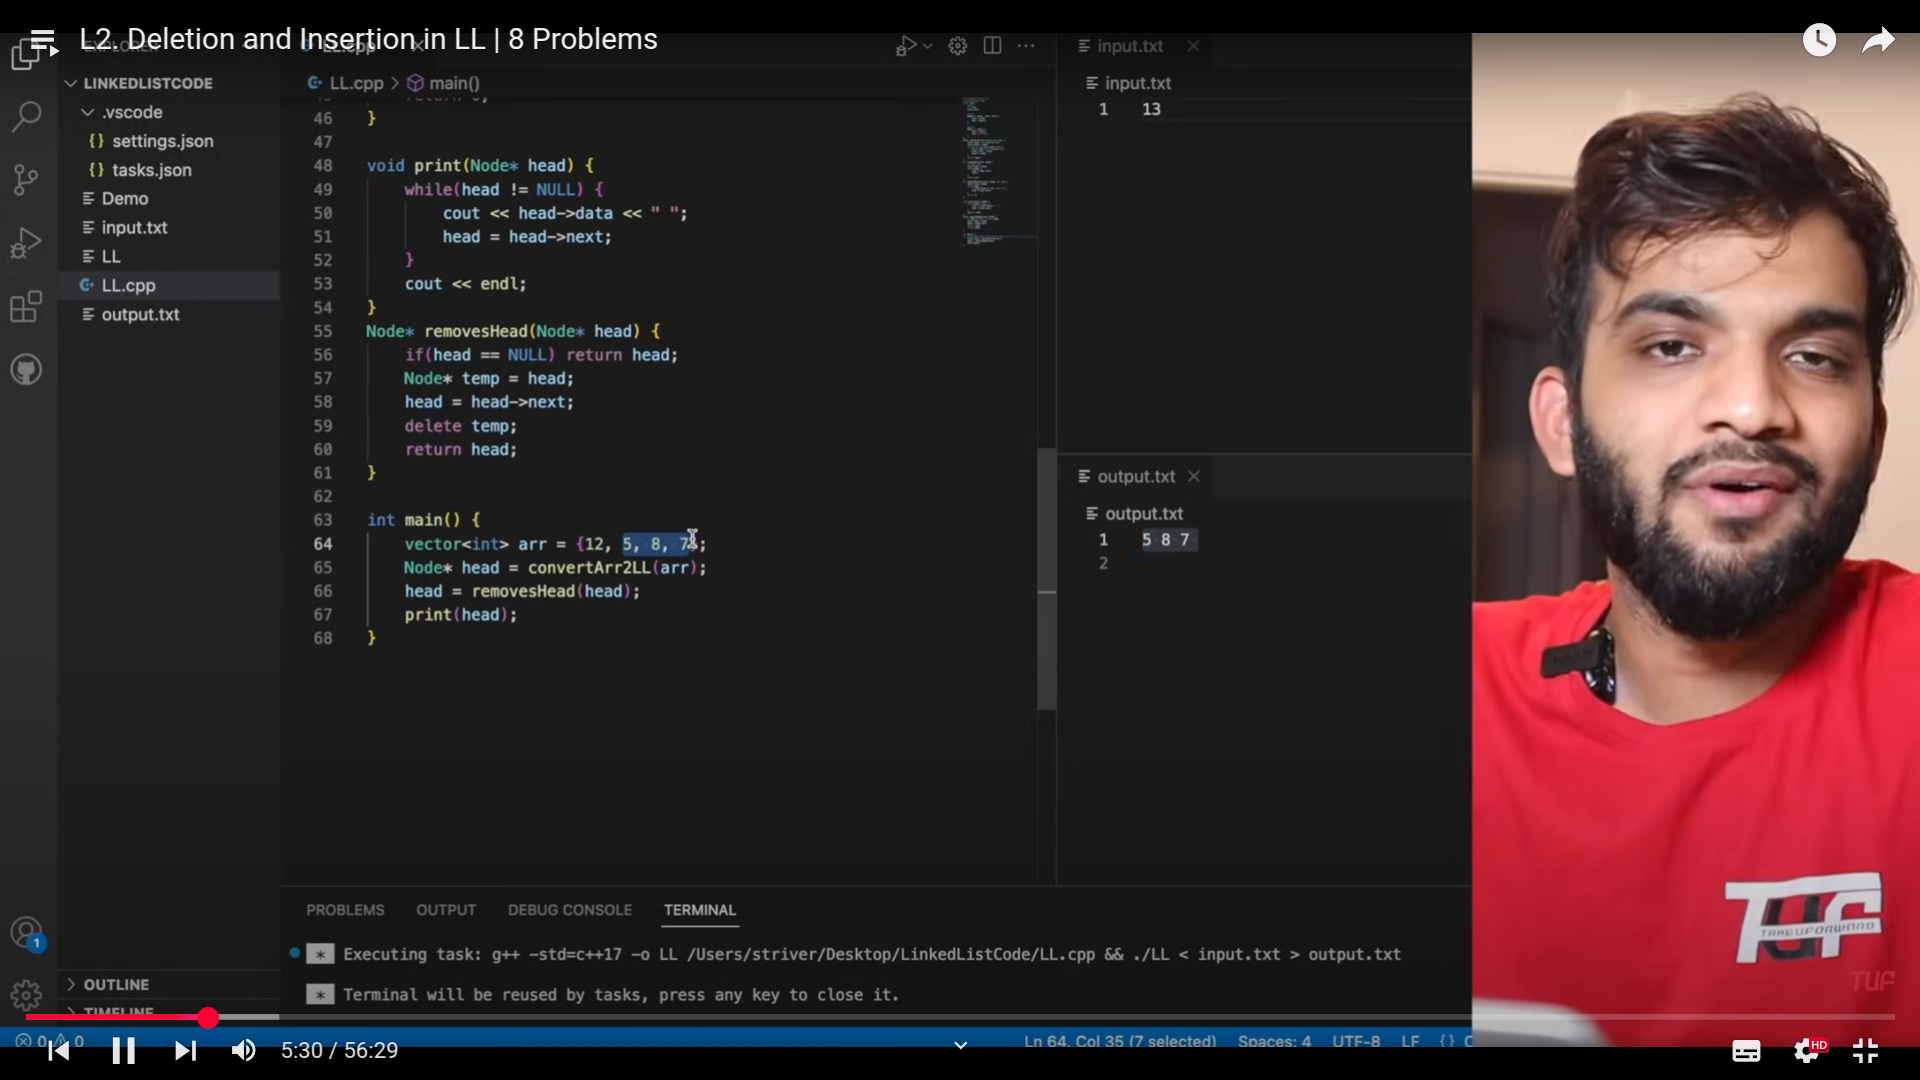 L2. Deletion and Insertion in LL | 8 Problems
LINKEDLISTCODE
.vscode
{} settings.json
{} tasks.json
Demo
input.txt
LL
LL.cpp
output.txt
OUTLINE
TIMELINE
LL.cpp > main()
46 }
47
48 void print(Node* head) {
49 while(head != NULL) {
50 cout << head->data << " ";
51 head = head->next;
52 }
53 cout << endl;
54 }
55 Node* removesHead(Node* head) {
56 if(head == NULL) return head;
57 Node* temp = head;
58 head = head->next;
59 delete temp;
60 return head;
61 }
62
63 int main() {
64 vector<int> arr = {12, 5, 8, 7};
65 Node* head = convertArr2LL(arr);
66 head = removesHead(head);
67 print(head);
68 }
input.txt
input.txt
1 13
output.txt
output.txt
1 5 8 7
2
PROBLEMS OUTPUT DEBUG CONSOLE TERMINAL
* Executing task: g++ -std=c++17 -o LL /Users/striver/Desktop/LinkedListCode/LL.cpp && ./LL < input.txt > output.txt
* Terminal will be reused by tasks, press any key to close it.
1
TUF
TAKEUFORWARD
TUF
0 0
Ln 64, Col 35 (7 selected) Spaces: 4 UTF-8 LF {}
5:30 / 56:29
HD